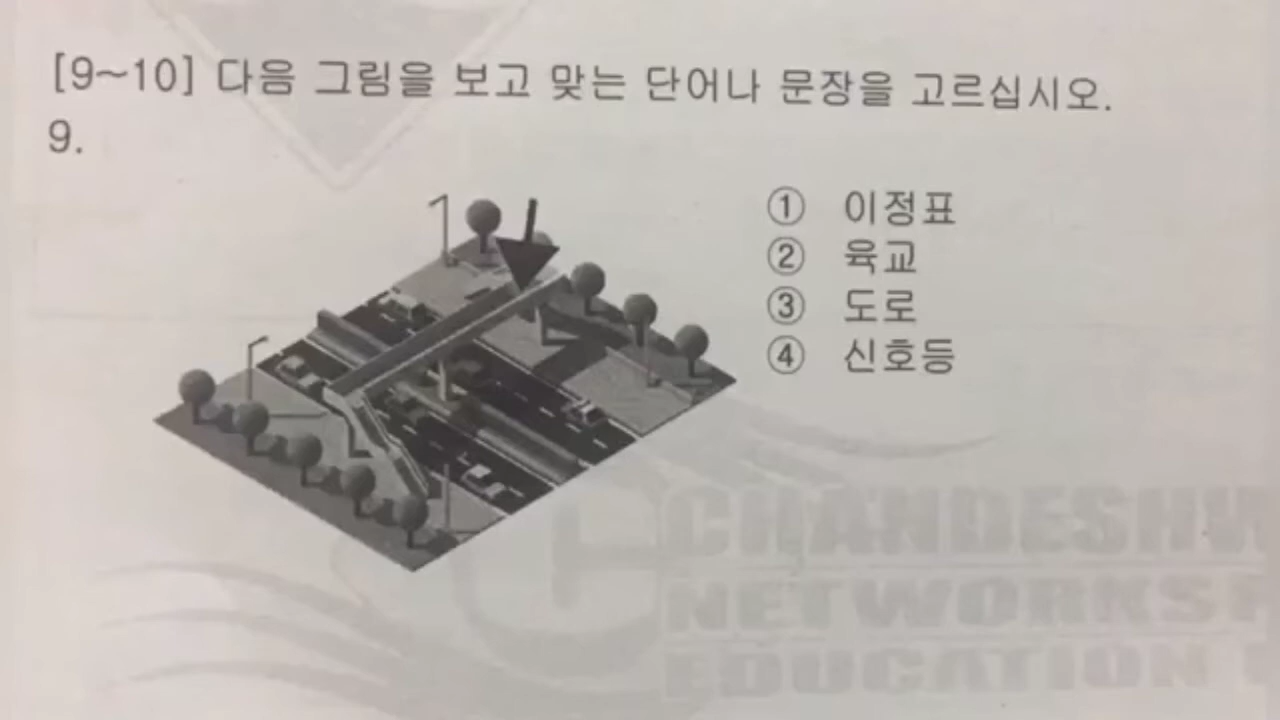 [9~10] 다음 그림을 보고 맞는 단어나 문장을 고르십시오.
9.
① 이정표
② 육교
③ 도로
④ 신호등
NETWORKS
EDUCATION